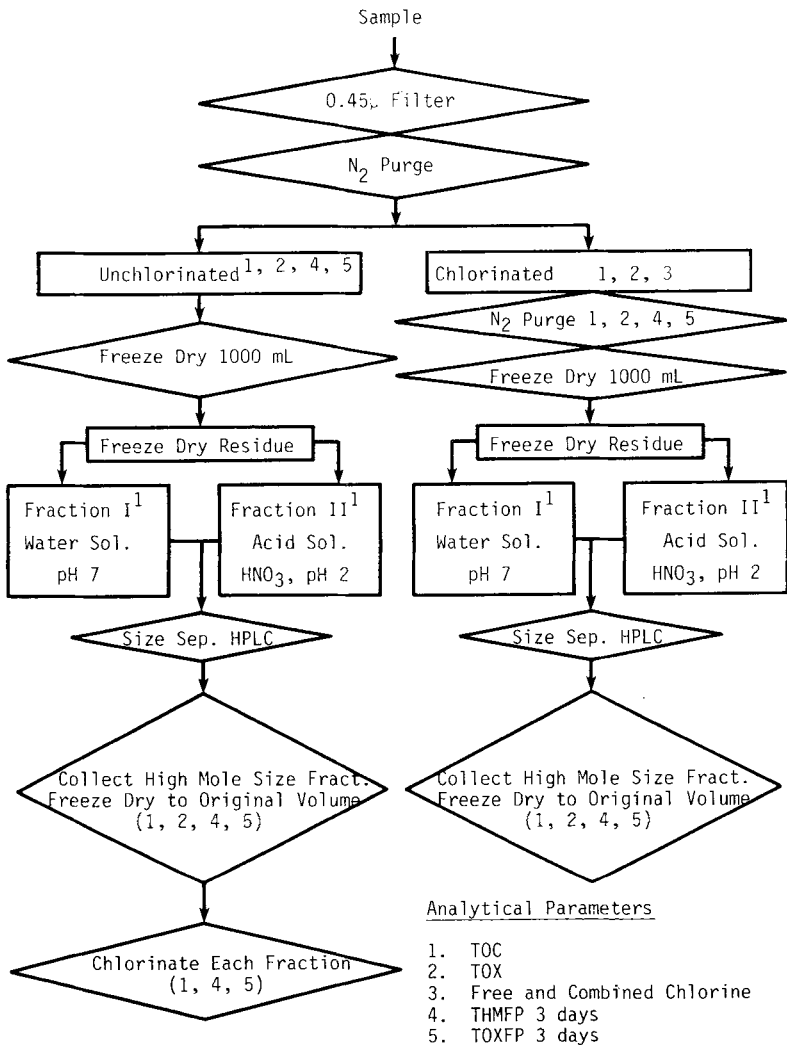 Sample
0.45μ Filter
N2 Purge
Unchlorinated 1, 2, 4, 5
Freeze Dry 1000 mL
Freeze Dry Residue
Fraction I1
Water Sol.
pH 7
Fraction II1
Acid Sol.
HNO3, pH 2
Size Sep. HPLC
Collect High Mole Size Fract.
Freeze Dry to Original Volume
(1, 2, 4, 5)
Chlorinate Each Fraction
(1, 4, 5)
Chlorinated 1, 2, 3
N2 Purge 1, 2, 4, 5
Freeze Dry 1000 mL
Freeze Dry Residue
Fraction I1
Water Sol.
pH 7
Fraction II1
Acid Sol.
HNO3, pH 2
Size Sep. HPLC
Collect High Mole Size Fract.
Freeze Dry to Original Volume
(1, 2, 4, 5)
Analytical Parameters
1. TOC
2. TOX
3. Free and Combined Chlorine
4. THMFP 3 days
5. TOXFP 3 days